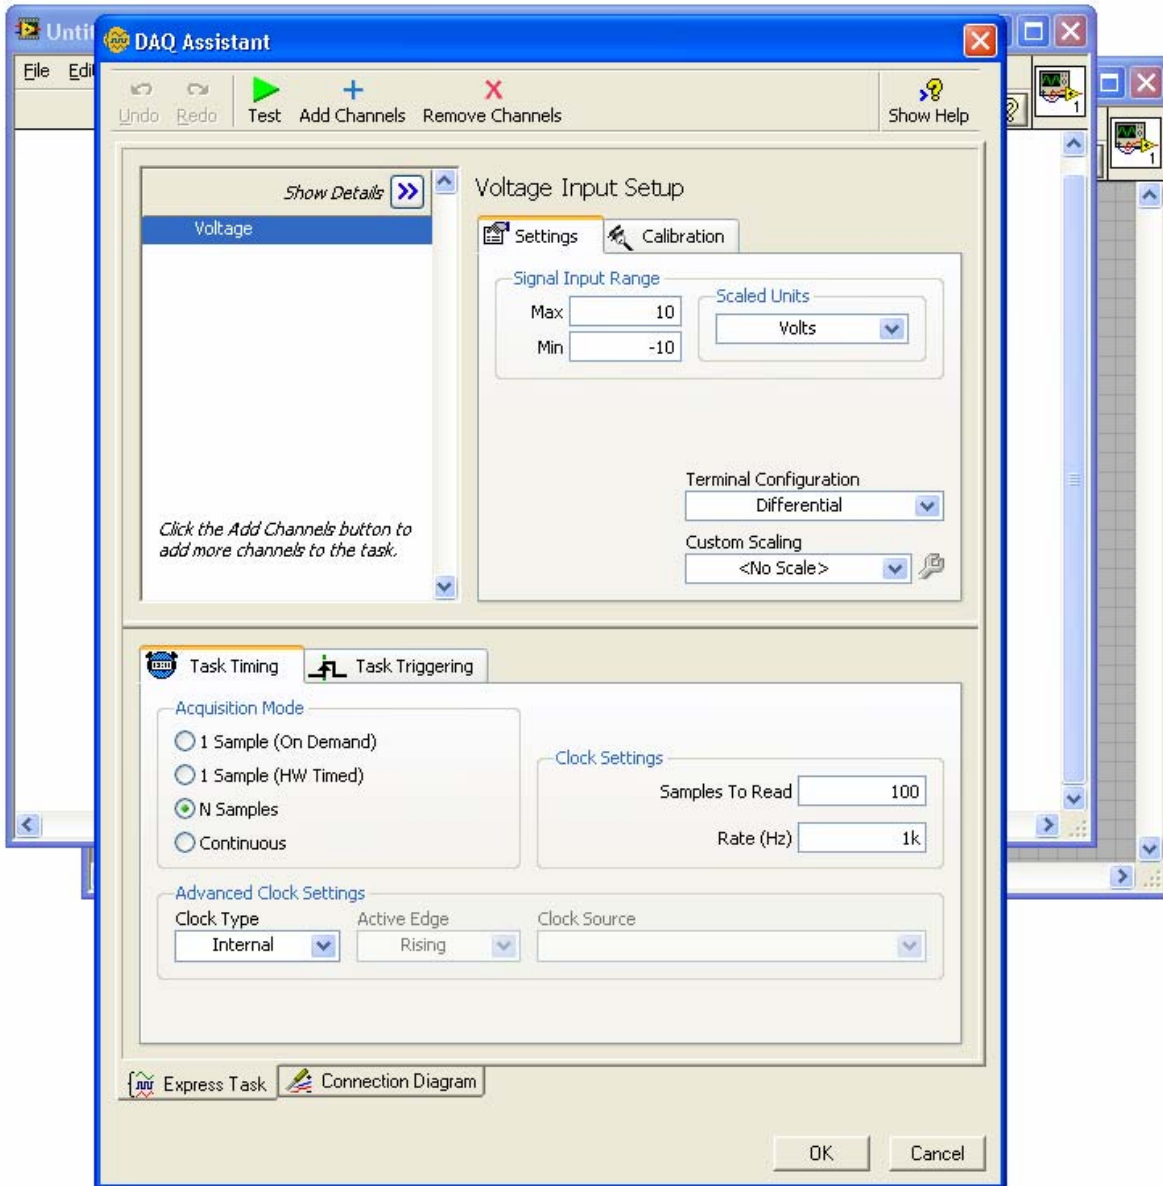 Unti
DAQ Assistant
File Edi
Undo Redo Test Add Channels Remove Channels Show Help
1
1
Show Details
Voltage
Click the Add Channels button to
add more channels to the task.
Voltage Input Setup
Settings Calibration
Signal Input Range
Max 10
Min -10
Scaled Units
Volts
Terminal Configuration
Differential
Custom Scaling
<No Scale>
Task Timing Task Triggering
Acquisition Mode
1 Sample (On Demand)
1 Sample (HW Timed)
N Samples
Continuous
Clock Settings
Samples To Read 100
Rate (Hz) 1k
Advanced Clock Settings
Clock Type Active Edge Clock Source
Internal Rising
Express Task Connection Diagram
OK Cancel